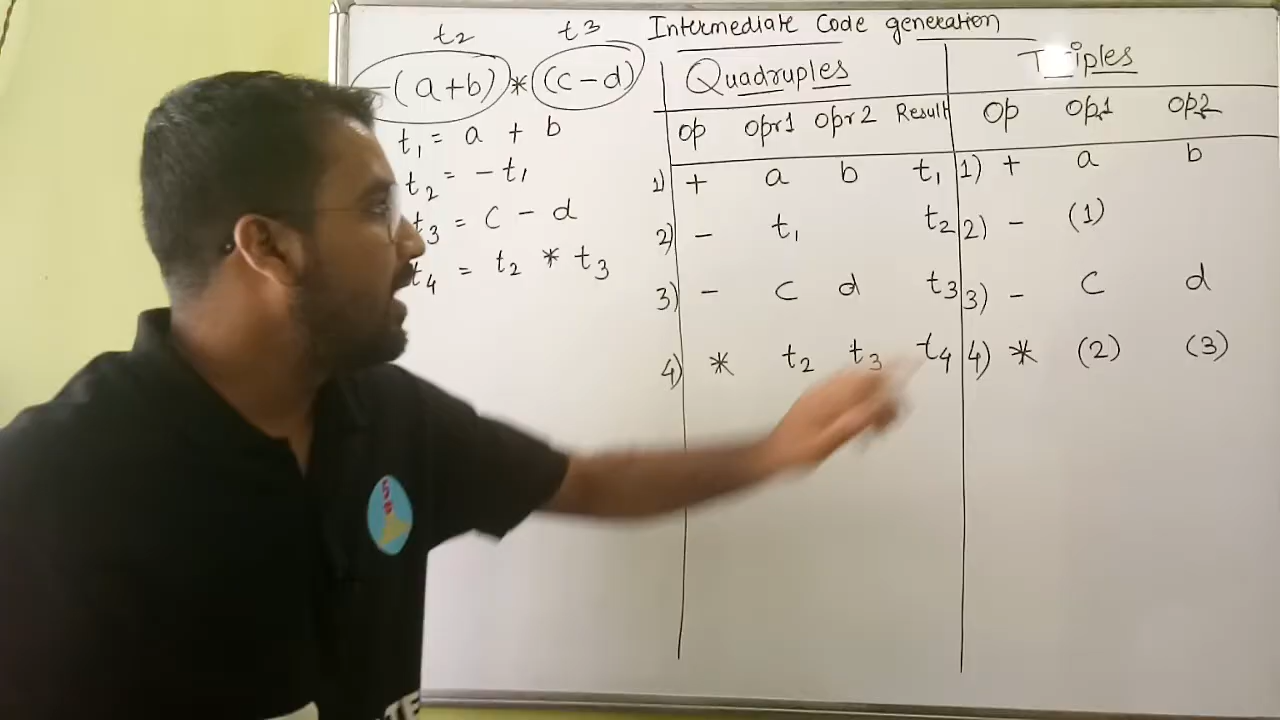 Intermediate Code generation
t2 t3
-(a+b) * (c-d)
t1 = a + b
t2 = - t1
t3 = c - d
t4 = t2 * t3
Quadruples
op opr1 opr2 Result
1) + a b t1
2) - t1 t2
3) - c d t3
4) * t2 t3 t4
Triples
op op1 op2
1) + a b
2) - (1)
3) - c d
4) * (2) (3)